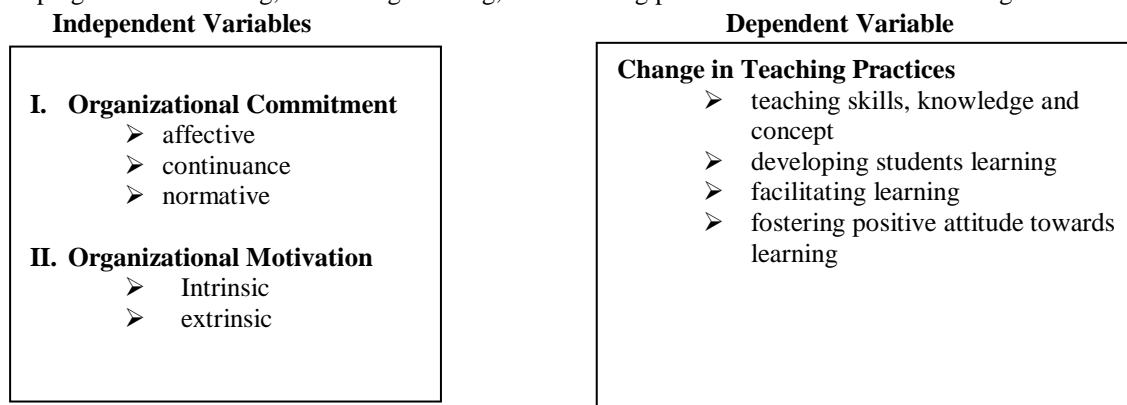 Independent Variables
Dependent Variable
I. Organizational Commitment
➢ affective
➢ continuance
➢ normative
II. Organizational Motivation
➢ Intrinsic
➢ extrinsic
Change in Teaching Practices
➢ teaching skills, knowledge and
concept
➢ developing students learning
➢ facilitating learning
➢ fostering positive attitude towards
learning